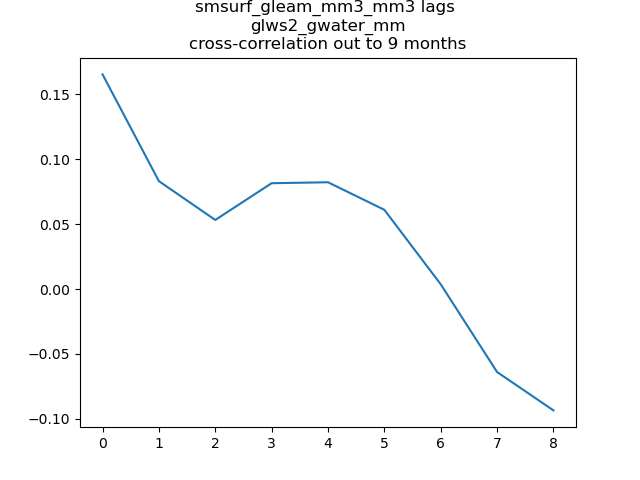 smsurf_gleam_mm3_mm3 lags
glws2_gwater_mm
cross-correlation out to 9 months
0.15
0.10
0.05
0.00
−0.05
−0.10
0 1 2 3 4 5 6 7 8